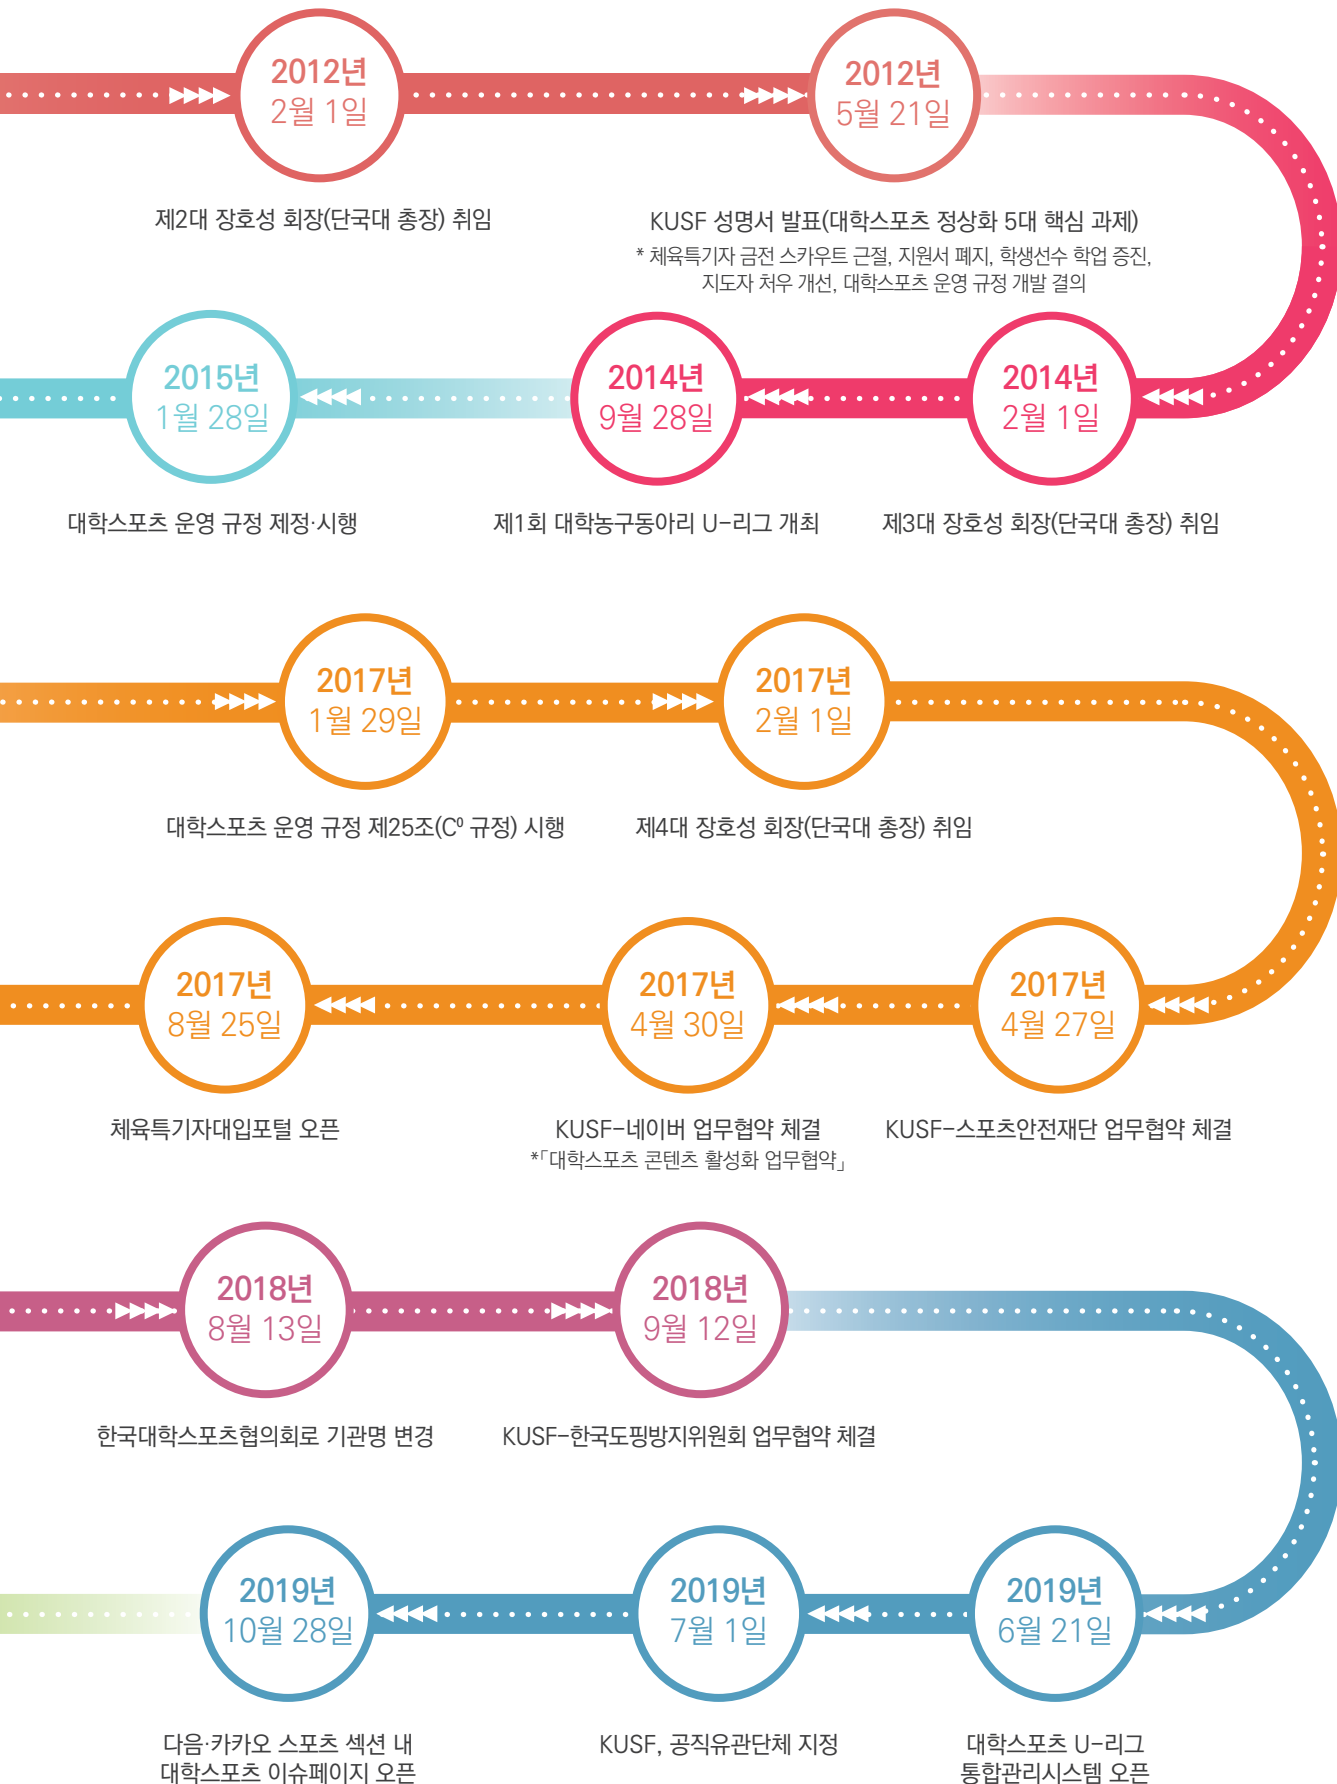 2012년
2월 1일
제2대 장호성 회장(단국대 총장) 취임
2012년
5월 21일
KUSF 성명서 발표(대학스포츠 정상화 5대 핵심 과제)
* 체육특기자 금전 스카우트 근절, 지원서 폐지, 학생선수 학업 증진,
지도자 처우 개선, 대학스포츠 운영 규정 개발 결의
2015년
1월 28일
대학스포츠 운영 규정 제정·시행
2014년
9월 28일
제1회 대학농구동아리 U-리그 개최
2014년
2월 1일
제3대 장호성 회장(단국대 총장) 취임
2017년
1월 29일
대학스포츠 운영 규정 제25조(C⁰ 규정) 시행
2017년
2월 1일
제4대 장호성 회장(단국대 총장) 취임
2017년
8월 25일
체육특기자대입포털 오픈
2017년
4월 30일
KUSF-네이버 업무협약 체결
*「대학스포츠 콘텐츠 활성화 업무협약」
2017년
4월 27일
KUSF-스포츠안전재단 업무협약 체결
2018년
8월 13일
한국대학스포츠협의회로 기관명 변경
2018년
9월 12일
KUSF-한국도핑방지위원회 업무협약 체결
2019년
10월 28일
다음·카카오 스포츠 섹션 내
대학스포츠 이슈페이지 오픈
2019년
7월 1일
KUSF, 공직유관단체 지정
2019년
6월 21일
대학스포츠 U-리그
통합관리시스템 오픈